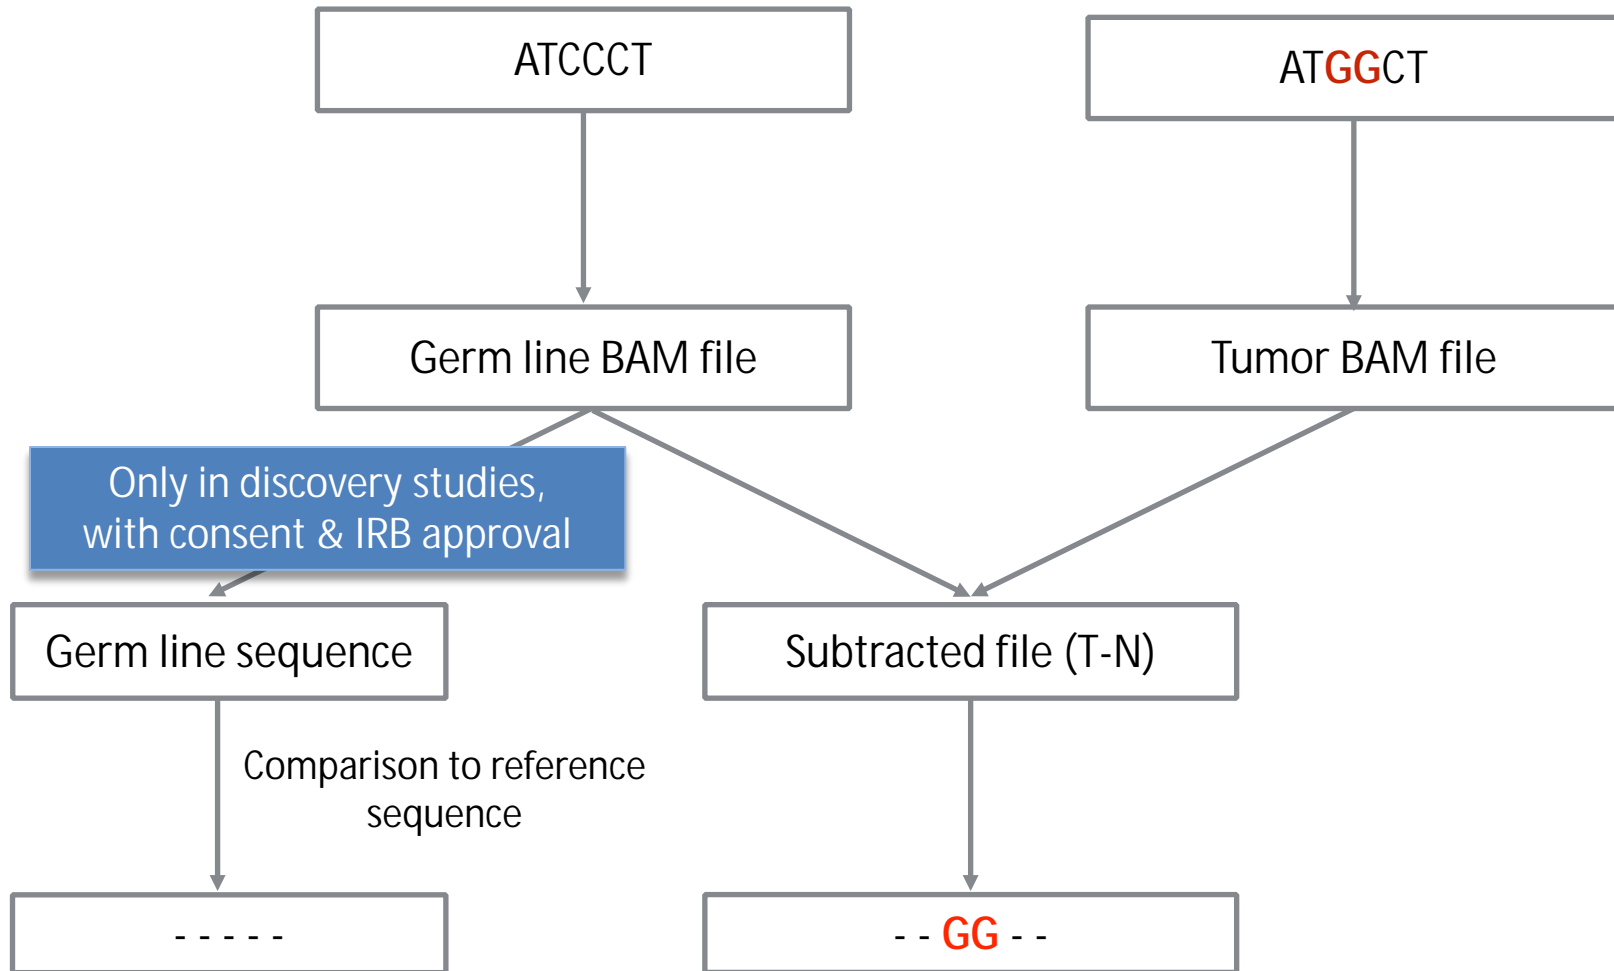 ATCCCT
ATGGCT
Germ line BAM file
Tumor BAM file
Only in discovery studies,
with consent & IRB approval
Germ line sequence
Subtracted file (T-N)
Comparison to reference
sequence
- - - - -
- - GG - -